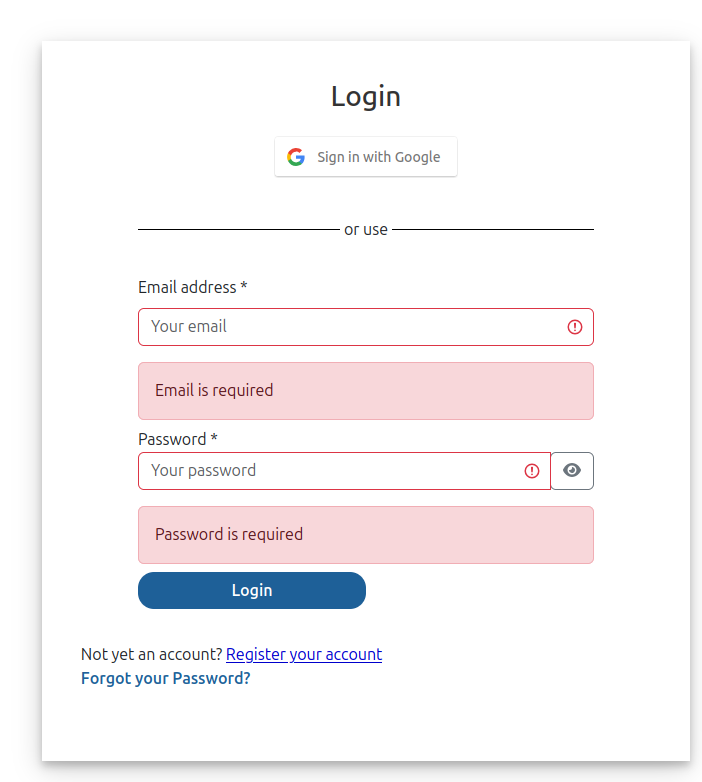 Login
Sign in with Google
or use
Email address *
Your email
Email is required
Password *
Your password
Password is required
Login
Not yet an account? Register your account
Forgot your Password?